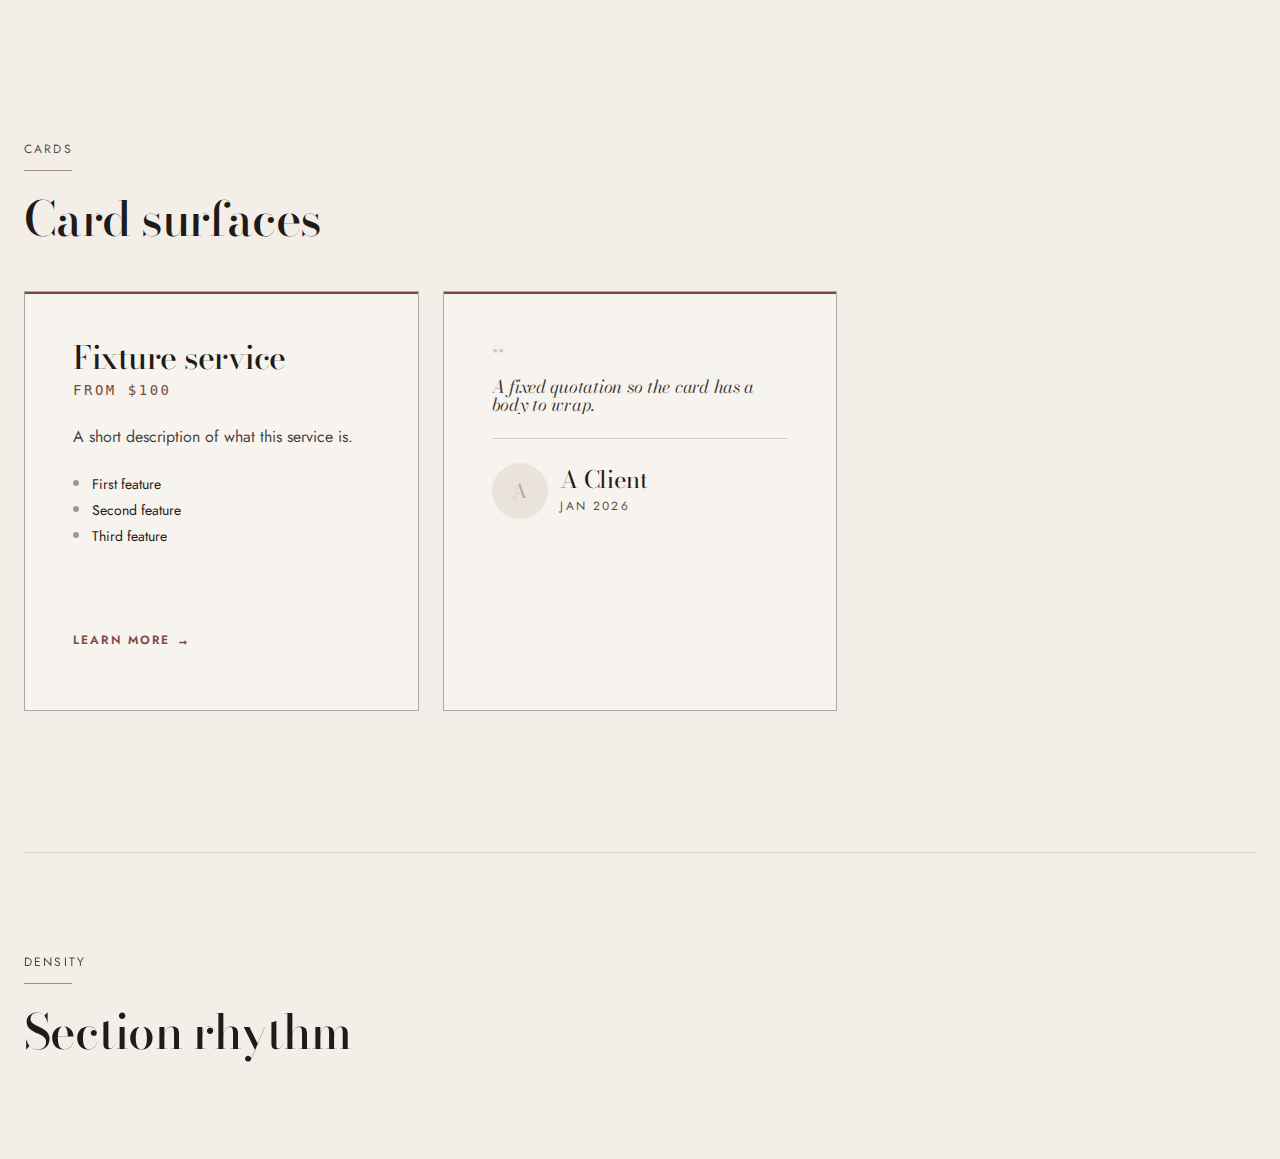 CARDS
Card surfaces
Fixture service
FROM $100
A short description of what this service is.
First feature
Second feature
Third feature
LEARN MORE →
"
A fixed quotation so the card has a
body to wrap.
A
A Client
JAN 2026
DENSITY
Section rhythm